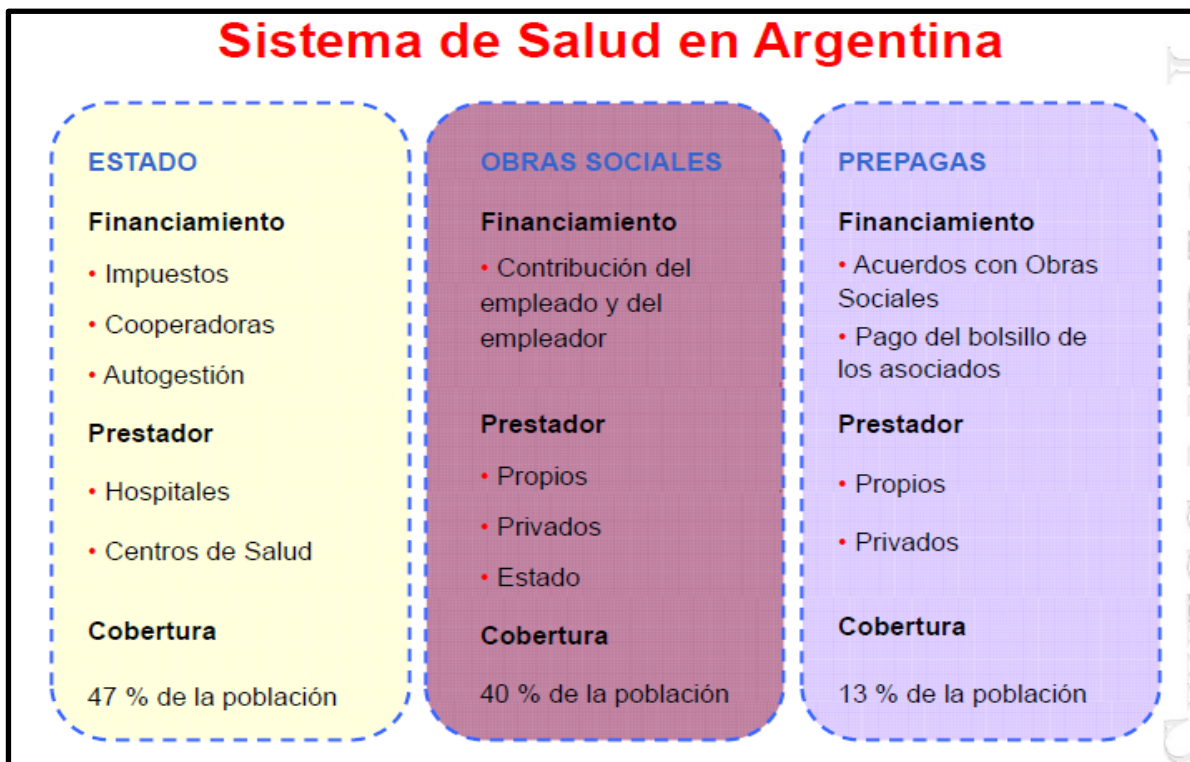 Sistema de Salud en Argentina
ESTADO
Financiamiento
• Impuestos
• Cooperadoras
• Autogestión
Prestador
• Hospitales
• Centros de Salud
Cobertura
47 % de la población
OBRAS SOCIALES
Financiamiento
• Contribución del
empleado y del
empleador
Prestador
• Propios
• Privados
• Estado
Cobertura
40 % de la población
PREPAGAS
Financiamiento
• Acuerdos con Obras
Sociales
• Pago del bolsillo de
los asociados
Prestador
• Propios
• Privados
Cobertura
13 % de la población